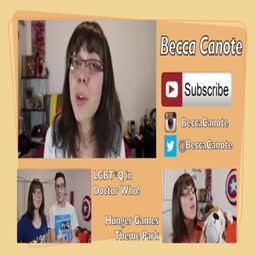 Becca Canote
Subscribe
BeccaCanote
@BeccaCanote
LGBT-Q in
Doctor Who!
Hunger Games
Theme Park